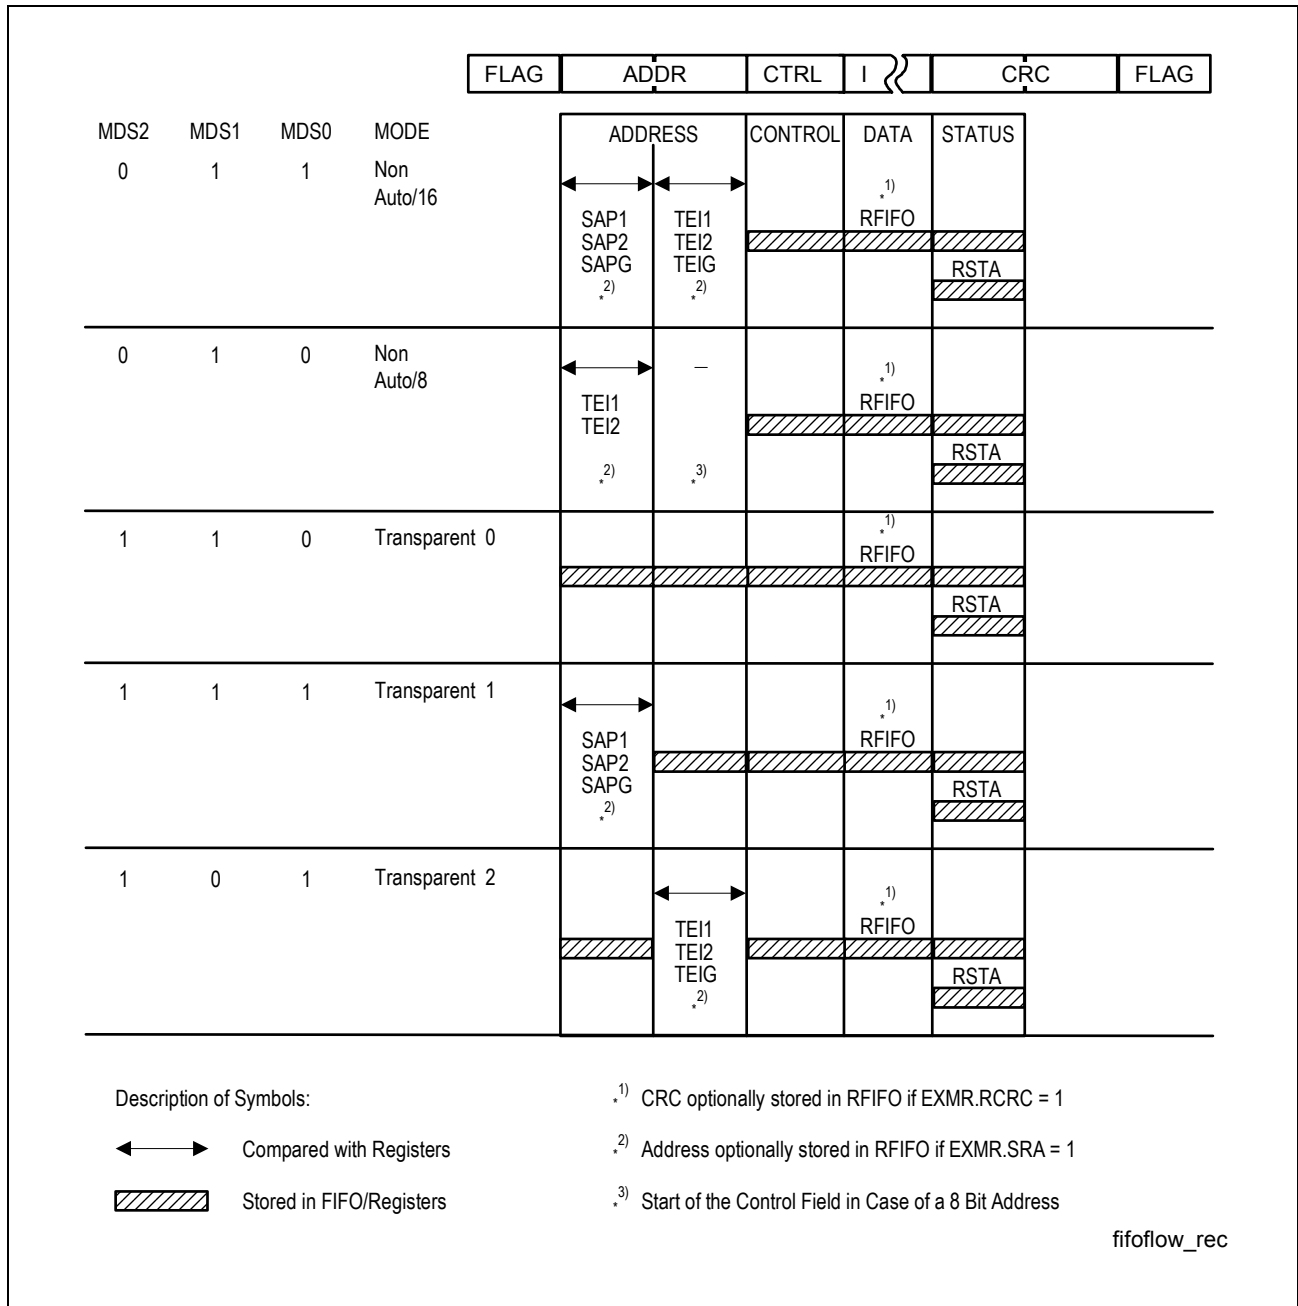 FLAG ADDR CTRL I CRC FLAG
MDS2 MDS1 MDS0 MODE ADDRESS CONTROL DATA STATUS
0 1 1 Non
Auto/16
*1)
SAP1 TEI1 RFIFO
SAP2 TEI2
SAPG TEIG RSTA
*2) *2)
0 1 0 Non
Auto/8
– *1)
TEI1 RFIFO
TEI2
RSTA
*2) *3)
*1)
1 1 0 Transparent 0
RFIFO
RSTA
1 1 1 Transparent 1
*1)
SAP1 RFIFO
SAP2
SAPG RSTA
*2)
1 0 1 Transparent 2
*1)
TEI1 RFIFO
TEI2
TEIG RSTA
*2)
Description of Symbols: *1) CRC optionally stored in RFIFO if EXMR.RCRC = 1
Compared with Registers *2) Address optionally stored in RFIFO if EXMR.SRA = 1
Stored in FIFO/Registers *3) Start of the Control Field in Case of a 8 Bit Address
fifoflow_rec